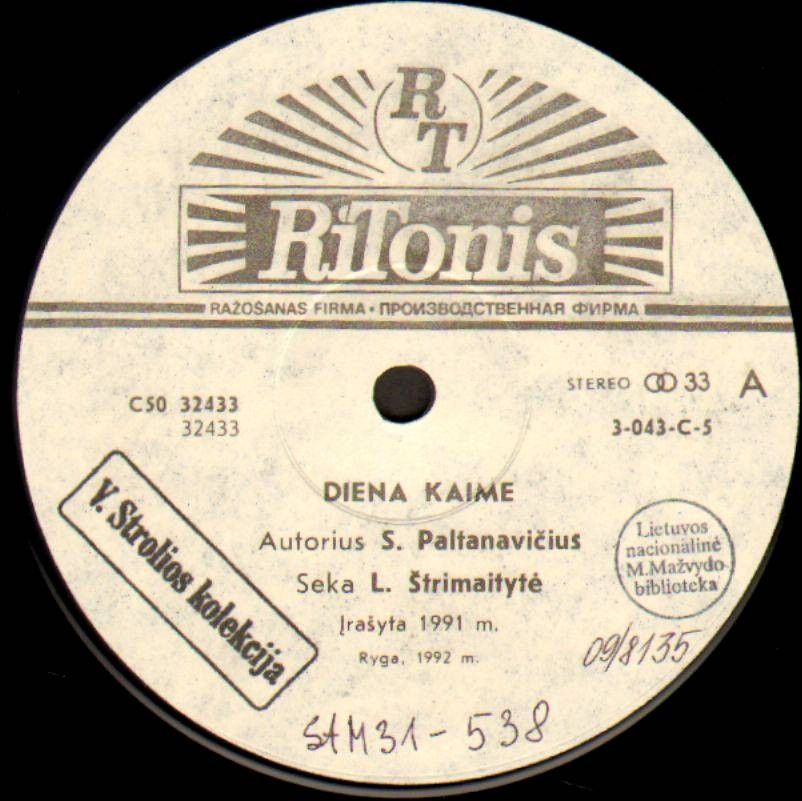 RT
RiTonis
RAŽOŠANAS FIRMA • ПРОИЗВОДСТВЕННАЯ ФИРМА
STEREO 33 A
C50 32433
32433
3-043-C-5
DIENA KAIME
Autorius S. Paltanavičius
Seka L. Štrimaitytė
Įrašyta 1991 m.
Ryga, 1992 m.
V. Strolios kolekcija
Lietuvos
nacionalinė
M.Mažvydo
biblioteka
09/8135
SAM31-538